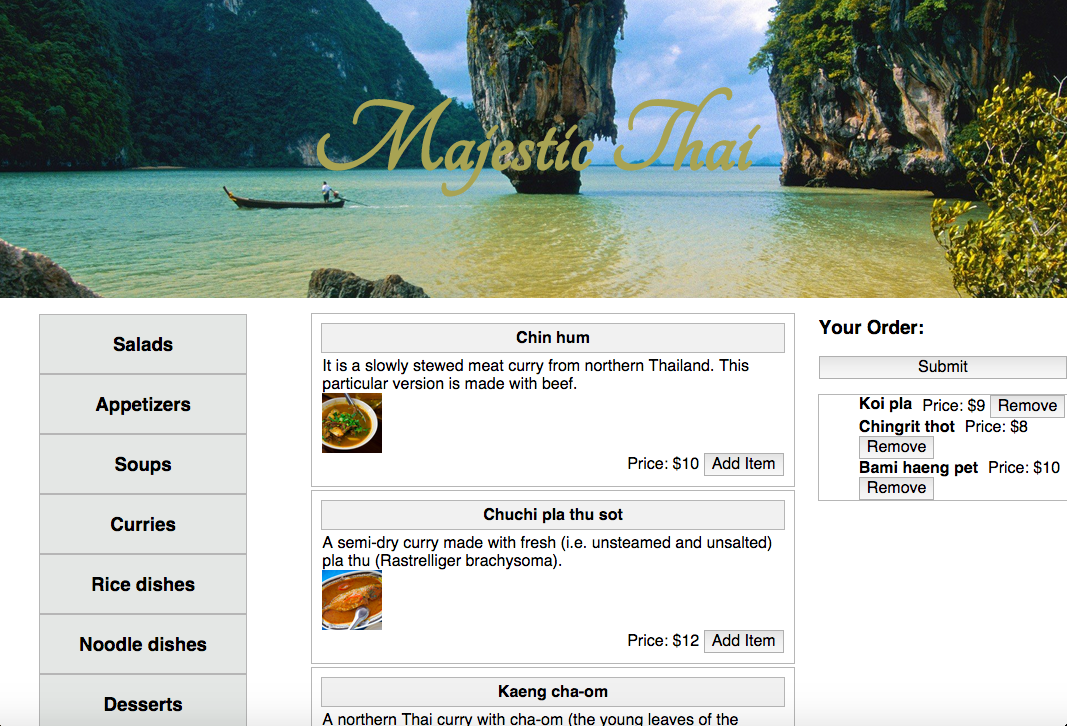 Majestic Thai
Salads
Appetizers
Soups
Curries
Rice dishes
Noodle dishes
Desserts
Chin hum
It is a slowly stewed meat curry from northern Thailand. This
particular version is made with beef.
Price: $10 Add Item
Chuchi pla thu sot
A semi-dry curry made with fresh (i.e. unsteamed and unsalted)
pla thu (Rastrelliger brachysoma).
Price: $12 Add Item
Kaeng cha-om
A northern Thai curry with cha-om (the young leaves of the
Your Order:
Submit
Koi pla Price: $9 Remove
Chingrit thot Price: $8
Remove
Bami haeng pet Price: $10
Remove